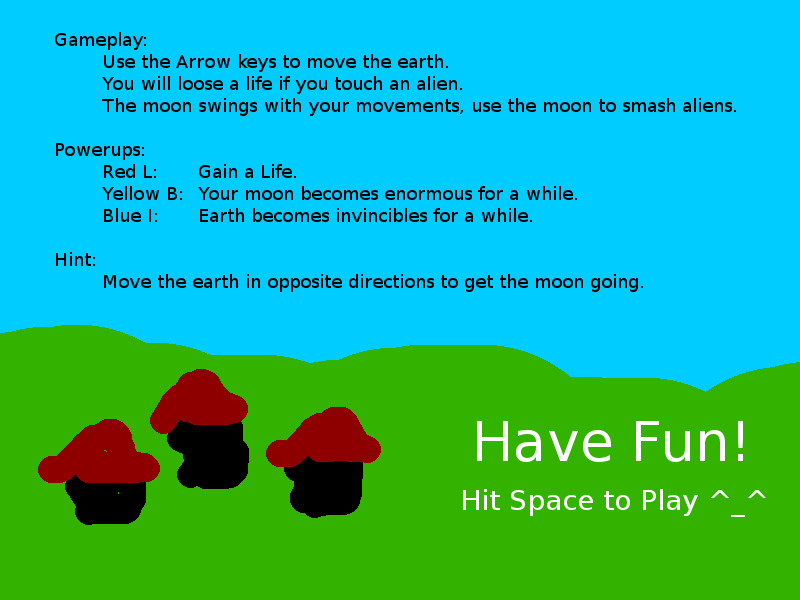 Gameplay:
Use the Arrow keys to move the earth.
You will loose a life if you touch an alien.
The moon swings with your movements, use the moon to smash aliens.
Powerups:
Red L: Gain a Life.
Yellow B: Your moon becomes enormous for a while.
Blue I: Earth becomes invincibles for a while.
Hint:
Move the earth in opposite directions to get the moon going.
Have Fun!
Hit Space to Play ^_^